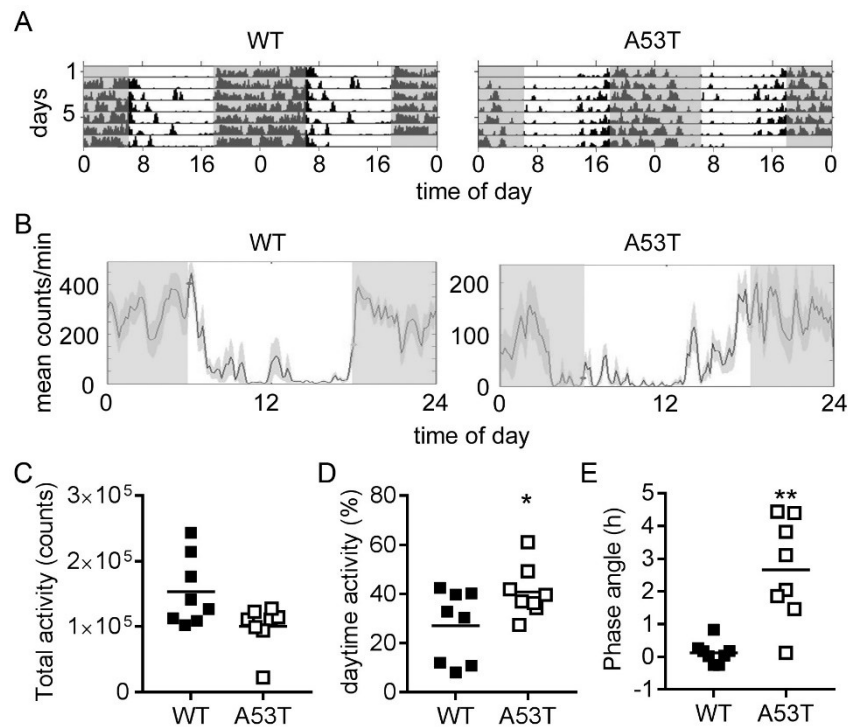 A
WT
A53T
days
1
5
0 8 16 0 8 16 0
0 8 16 0 8 16 0
time of day
B
WT
A53T
mean counts/min
400
200
0
200
100
0
0 12 24
0 12 24
time of day
C
Total activity (counts)
3×10⁵
2×10⁵
1×10⁵
0
WT A53T
D
daytime activity (%)
80
60
40
20
0
*
WT A53T
E
Phase angle (h)
5
4
3
2
1
0
-1
**
WT A53T